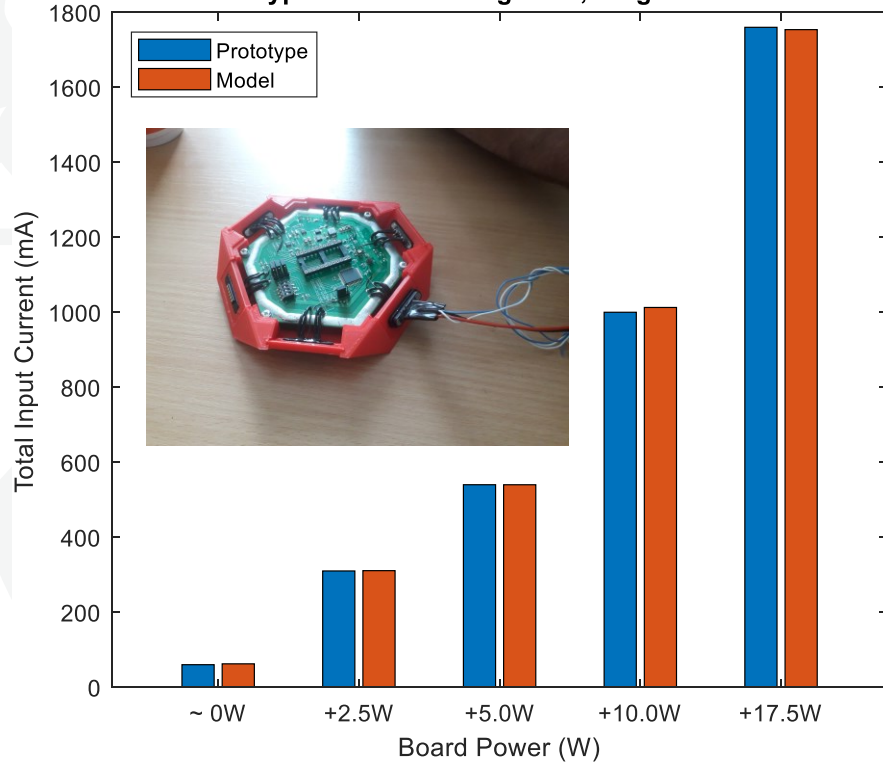 Prototype
Model
Total Input Current (mA)
1800
1600
1400
1200
1000
800
600
400
200
0
~ 0W +2.5W +5.0W +10.0W +17.5W
Board Power (W)